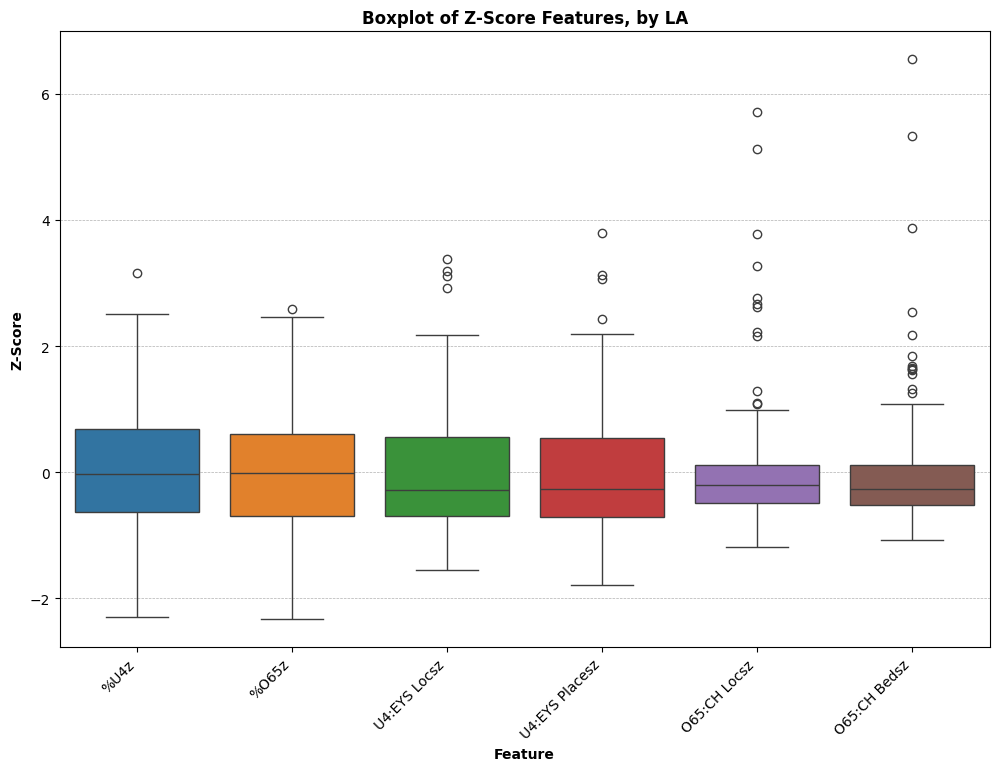 Boxplot of Z-Score Features, by LA
6
4
2
0
−2
Z-Score
%U4z
%O65z
U4:EYS Locsz
U4:EYS Placesz
O65:CH Locsz
O65:CH Bedsz
Feature